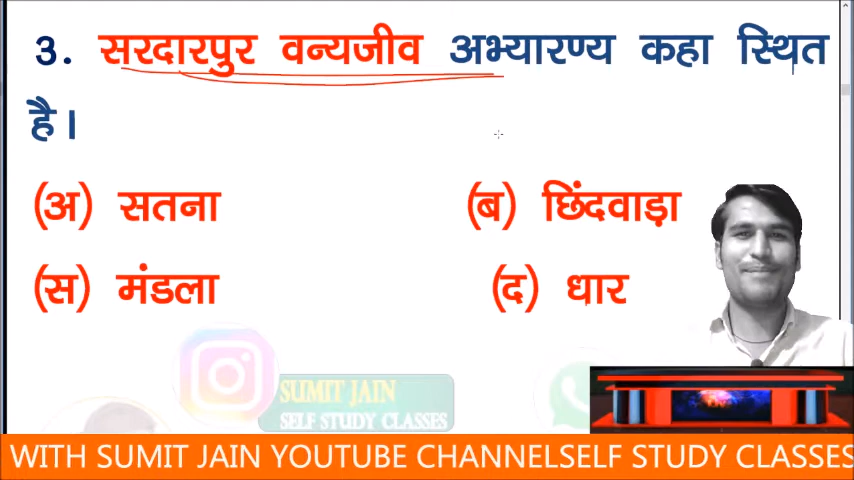 3. सरदारपुर वन्यजीव अभ्यारण्य कहा स्थित
है।
(अ) सतना (ब) छिंदवाड़ा
(स) मंडला (द) धार
SUMIT JAIN
SELF STUDY CLASSES
WITH SUMIT JAIN YOUTUBE CHANNELSELF STUDY CLASSES